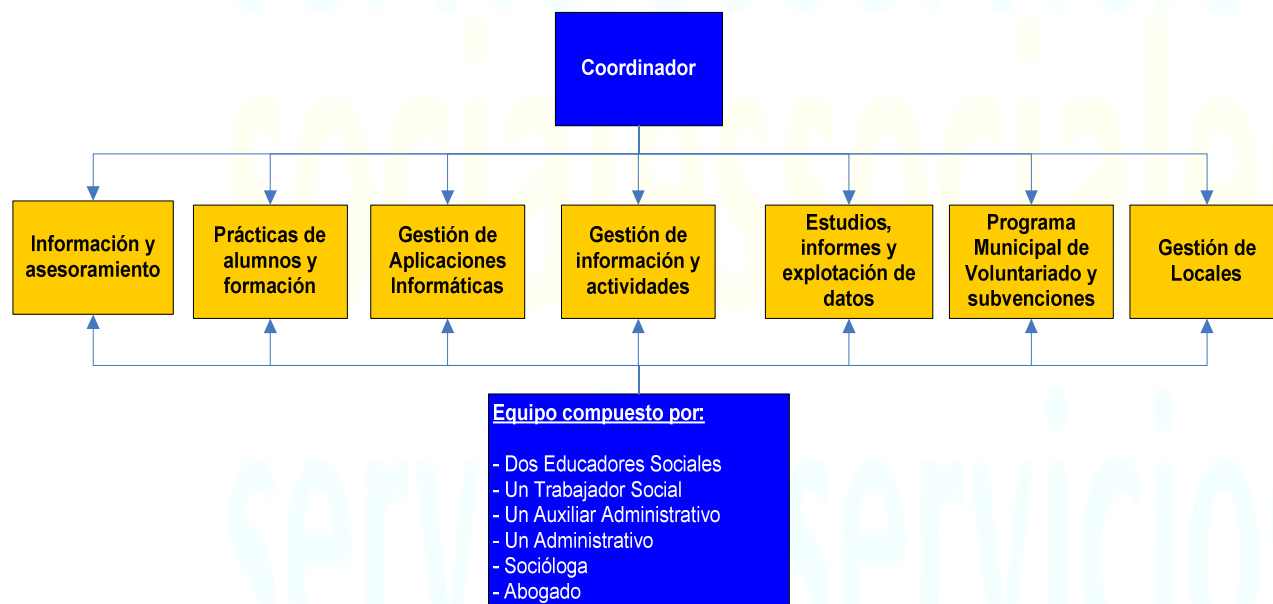 Coordinador
Información y
asesoramiento
Prácticas de
alumnos y
formación
Gestión de
Aplicaciones
Informáticas
Gestión de
información y
actividades
Estudios,
informes y
explotación de
datos
Programa
Municipal de
Voluntariado y
subvenciones
Gestión de
Locales
Equipo compuesto por:
- Dos Educadores Sociales
- Un Trabajador Social
- Un Auxiliar Administrativo
- Un Administrativo
- Socióloga
- Abogado